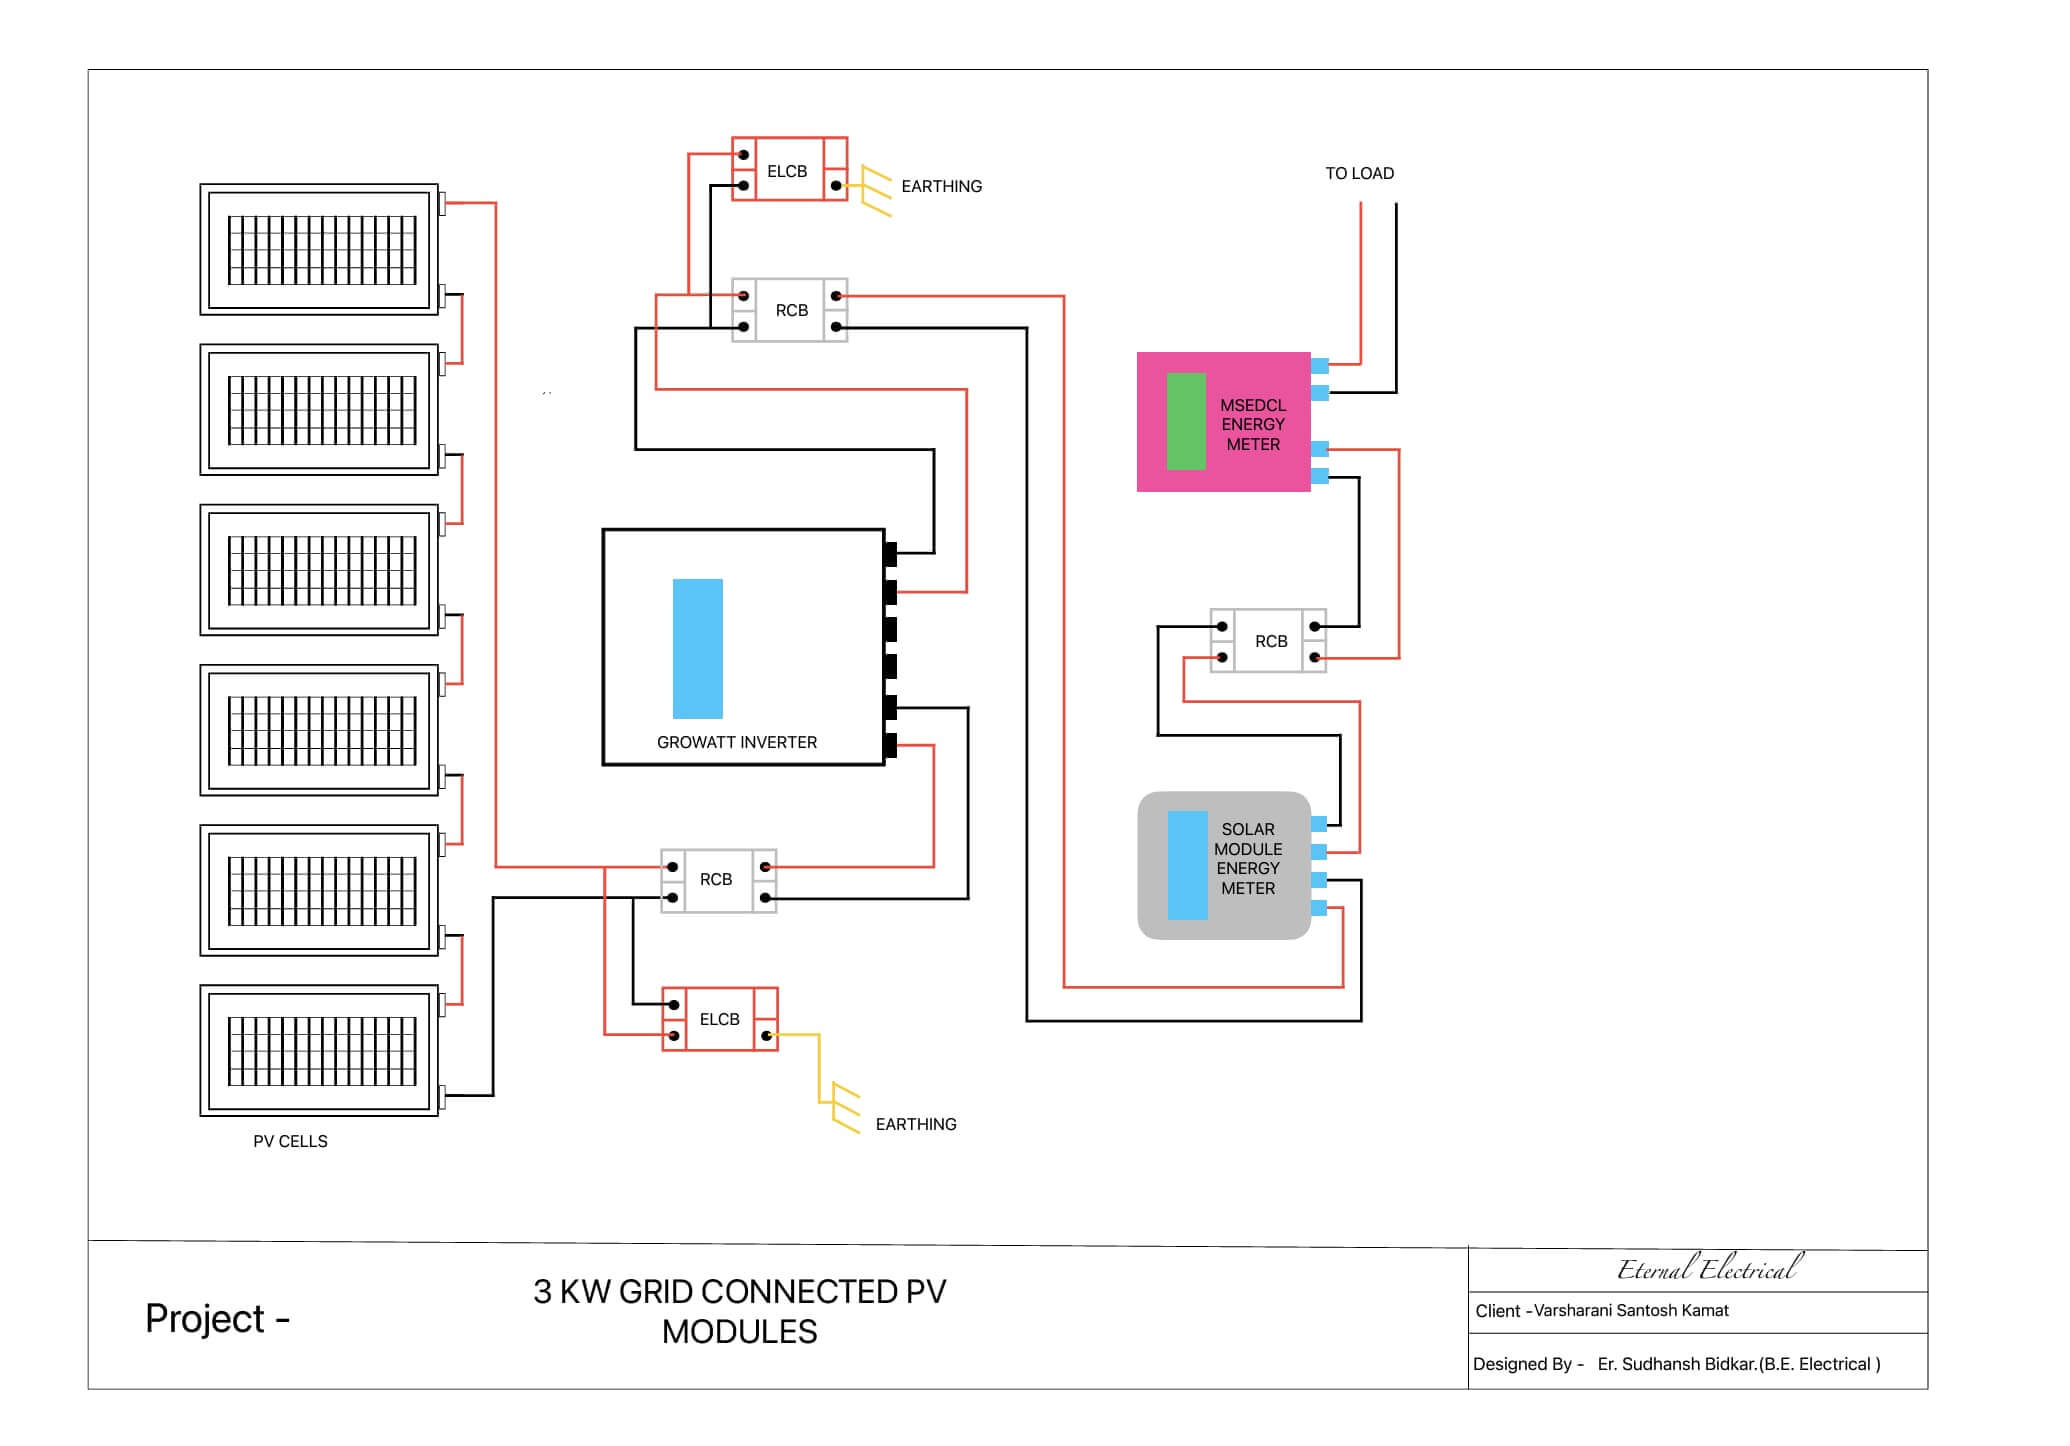 ELCB
EARTHING
TO LOAD
RCB
MSEDCL
ENERGY
METER
RCB
GROWATT INVERTER
SOLAR
MODULE
ENERGY
METER
RCB
ELCB
EARTHING
PV CELLS
Project -
3 KW GRID CONNECTED PV
MODULES
Eternal Electrical
Client -Varsharani Santosh Kamat
Designed By - Er. Sudhansh Bidkar.(B.E. Electrical )